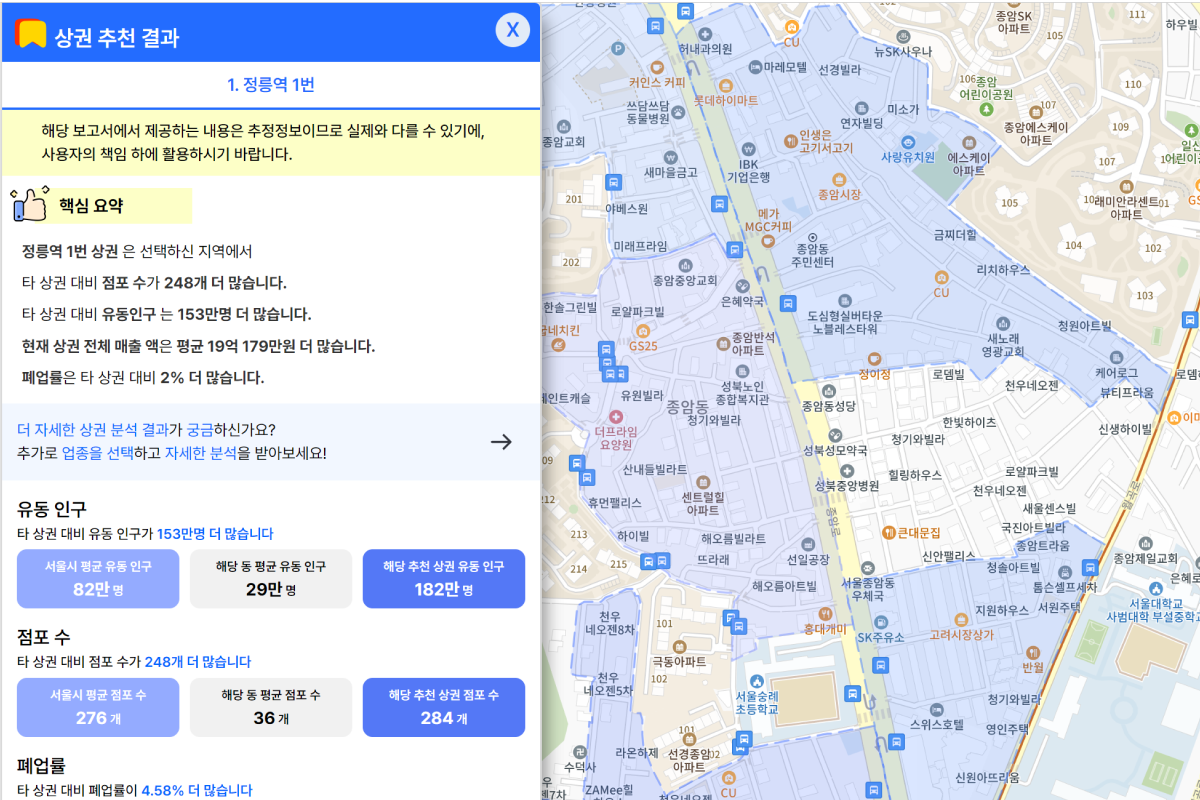 상권 추천 결과
X
1. 정릉역 1번
해당 보고서에서 제공하는 내용은 추정정보이므로 실제와 다를 수 있기에,
사용자의 책임 하에 활용하시기 바랍니다.
핵심 요약
정릉역 1번 상권 은 선택하신 지역에서
타 상권 대비 점포 수가 248개 더 많습니다.
타 상권 대비 유동인구 는 153만명 더 많습니다.
현재 상권 전체 매출 액은 평균 19억 179만원 더 많습니다.
폐업률은 타 상권 대비 2% 더 많습니다.
더 자세한 상권 분석 결과가 궁금하신가요?
추가로 업종을 선택하고 자세한 분석을 받아보세요!
유동 인구
타 상권 대비 유동 인구가 153만명 더 많습니다
서울시 평균 유동 인구
82만 명
해당 동 평균 유동 인구
29만 명
해당 추천 상권 유동 인구
182만 명
점포 수
타 상권 대비 점포 수가 248개 더 많습니다
서울시 평균 점포 수
276 개
해당 동 평균 점포 수
36 개
해당 추천 상권 점포 수
284 개
폐업률
타 상권 대비 폐업률이 4.58% 더 많습니다
허내과의원
CU
종암SK
아파트
105
111
하우빌
뉴SK사우나
커인스 커피
마레모텔
선경빌라
106
종암
어린이공원
110
롯데하이마트
쓰담쓰담
동물병원
연자빌딩
미소가
종암에스케이
아파트
109
종암교회
인생은
고기서고기
사랑유치원
에스케이
아파트
107
새마을금고
IBK
기업은행
종암시장
201
야베스원
105
래미안라센트
아파트
101
메가
MGC커피
금찌더할
미래프라임
종암동
주민센터
104
102
202
종암중앙교회
리치하우스
CU
103
은혜약국
한솔그린빌
로얄파크빌
도심형실버타운
노블레스타워
새노래
영광교회
청원아트빌
GS25
종암반석
아파트
케어로그
정이정
로뎀빌
천우네오젠
뷰티프라움
성북노인
종합복지관
유원빌라
종암동
종암동성당
청기와빌라
더프라임
요양원
한빛하이츠
신생하이빌
청기와빌라
성북성모약국
산내들빌라트
성북중앙병원
힐링하우스
로얄파크빌
천우네오젠
월곡로
212
휴먼팰리스
센트럴힐
아파트
종암로
새울센스빌
213
하이빌
해오름빌라트
큰대문집
국진아트빌라
종암트라움
214
215
뜨라래
선일공장
신안팰리스
청솔아트빌
종암제일교회
톰슨셀프세차
해오름아트빌
서울종암동
우체국
서울대학교
사범대학 부설중학교
천우
네오젠8차
101
홍대개미
SK주유소
지원하우스
서원주택
고려시장상가
극동아파트
102
반월
천우
네오젠5차
서울숭례
초등학교
청기와빌라
스위스호텔
영인주택
라온하제
101
선경종암
아파트
102
수덕사
신원아뜨리움
ZAMee힐
CU